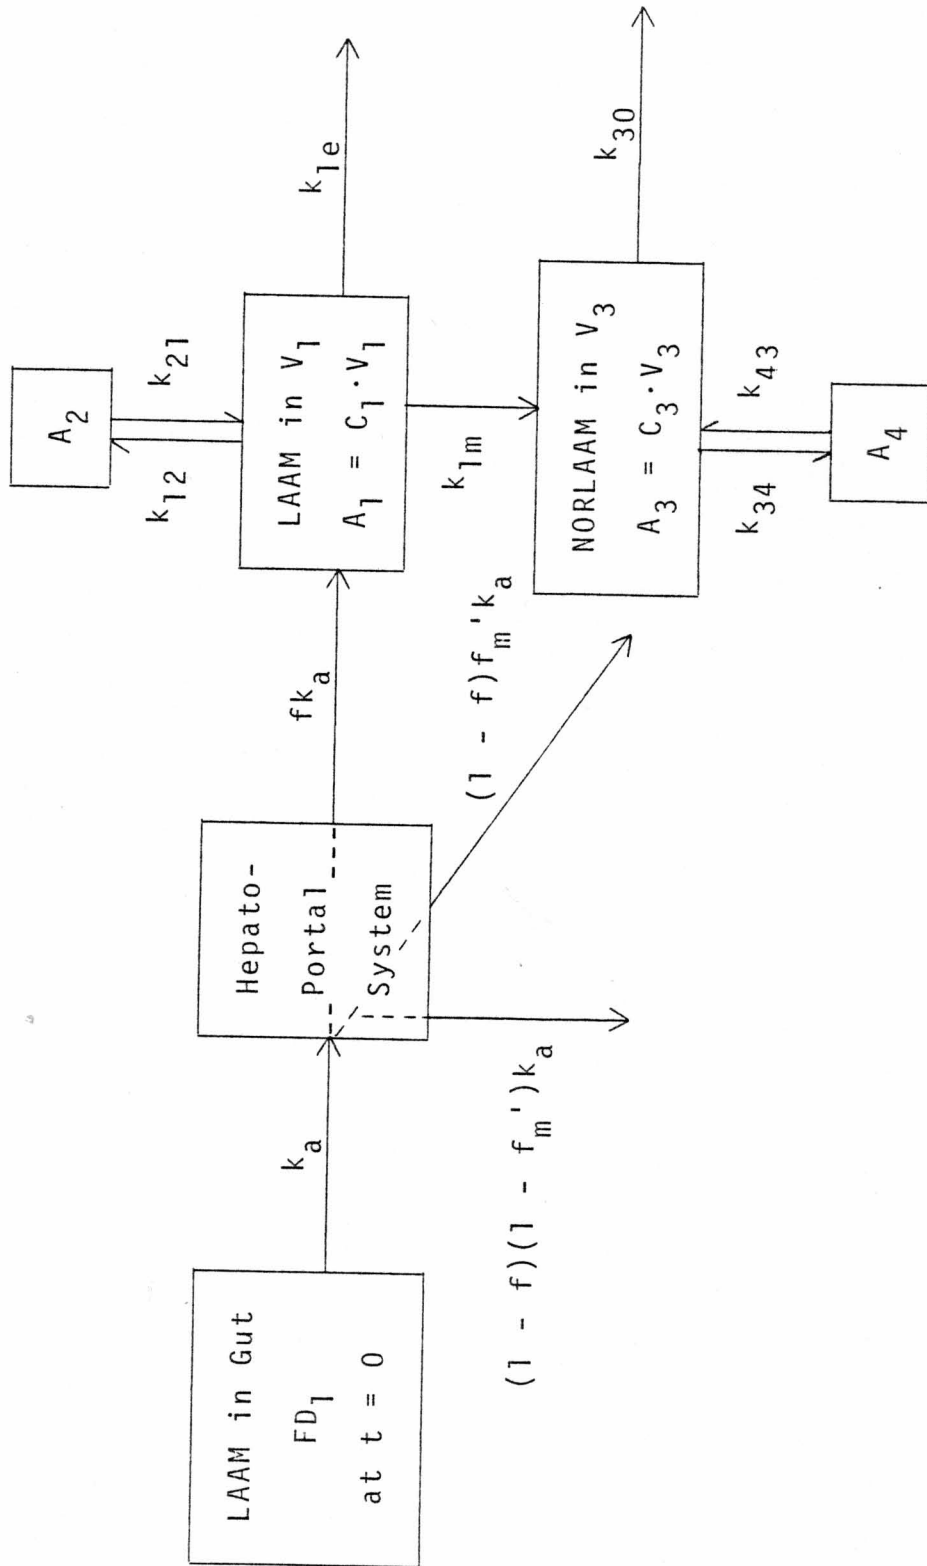 LAAM in Gut
FD₁
at t = 0
kₐ
Hepato-
Portal
System
(1 - f)(1 - fₘ')kₐ
fkₐ
(1 - f)fₘ'kₐ
A₂
k₁₂
k₂₁
LAAM in V₁
A₁ = C₁·V₁
k₁ₑ
k₁ₘ
NORLAAM in V₃
A₃ = C₃·V₃
k₃₀
k₃₄
k₄₃
A₄